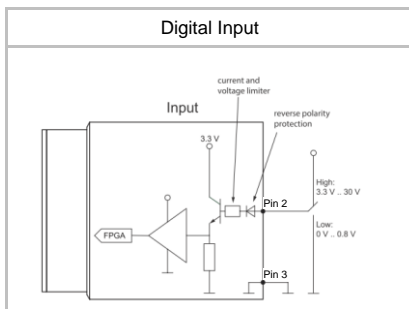 Digital Input
current and
voltage limiter
Input
reverse polarity
protection
3.3 V
High:
3.3 V .. 30 V
Pin 2
Low:
0 V .. 0.8 V
FPGA
Pin 3